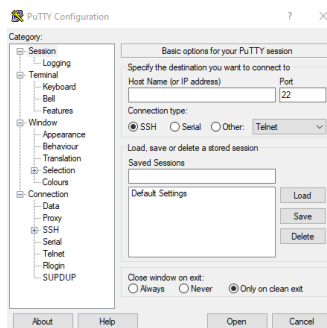 PuTTY Configuration
?
×
Category:
Session
Logging
Terminal
Keyboard
Bell
Features
Window
Appearance
Behaviour
Translation
Selection
Colours
Connection
Data
Proxy
SSH
Serial
Telnet
Rlogin
SUPDUP
Basic options for your PuTTY session
Specify the destination you want to connect to
Host Name (or IP address) Port
22
Connection type:
SSH Serial Other: Telnet
Load, save or delete a stored session
Saved Sessions
Default Settings
Load
Save
Delete
Close window on exit:
Always Never Only on clean exit
About Help Open Cancel